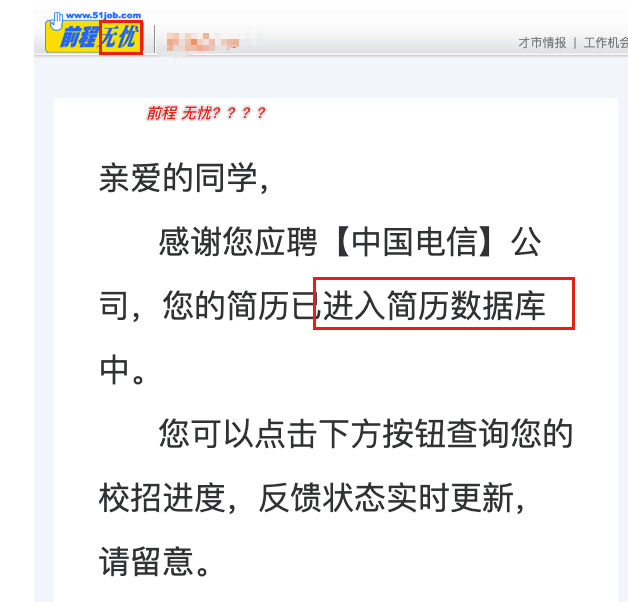 www.51job.com
前程无忧
才市情报 | 工作机会
前程 无忧？？？？
亲爱的同学，
感谢您应聘【中国电信】公
司，您的简历已进入简历数据库
中。
您可以点击下方按钮查询您的
校招进度，反馈状态实时更新，
请留意。